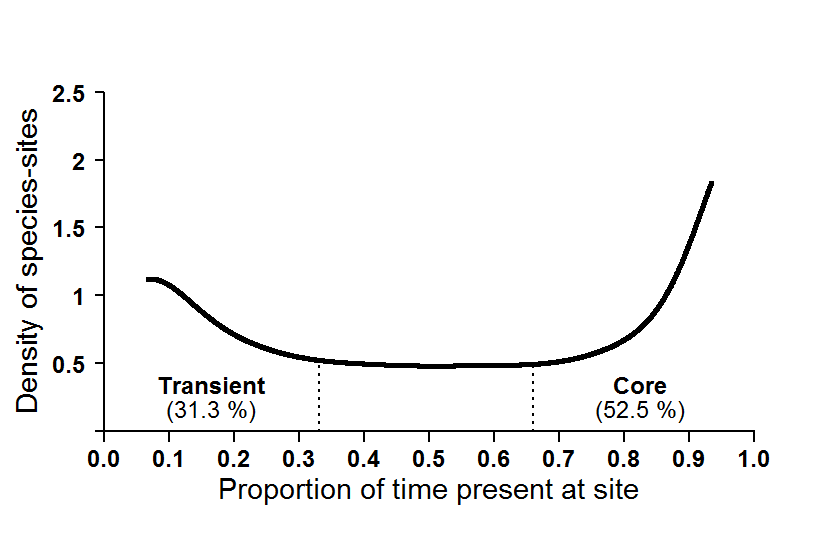 Density of species-sites
2.5
2
1.5
1
0.5
Transient
(31.3 %)
Core
(52.5 %)
0.0 0.1 0.2 0.3 0.4 0.5 0.6 0.7 0.8 0.9 1.0
Proportion of time present at site